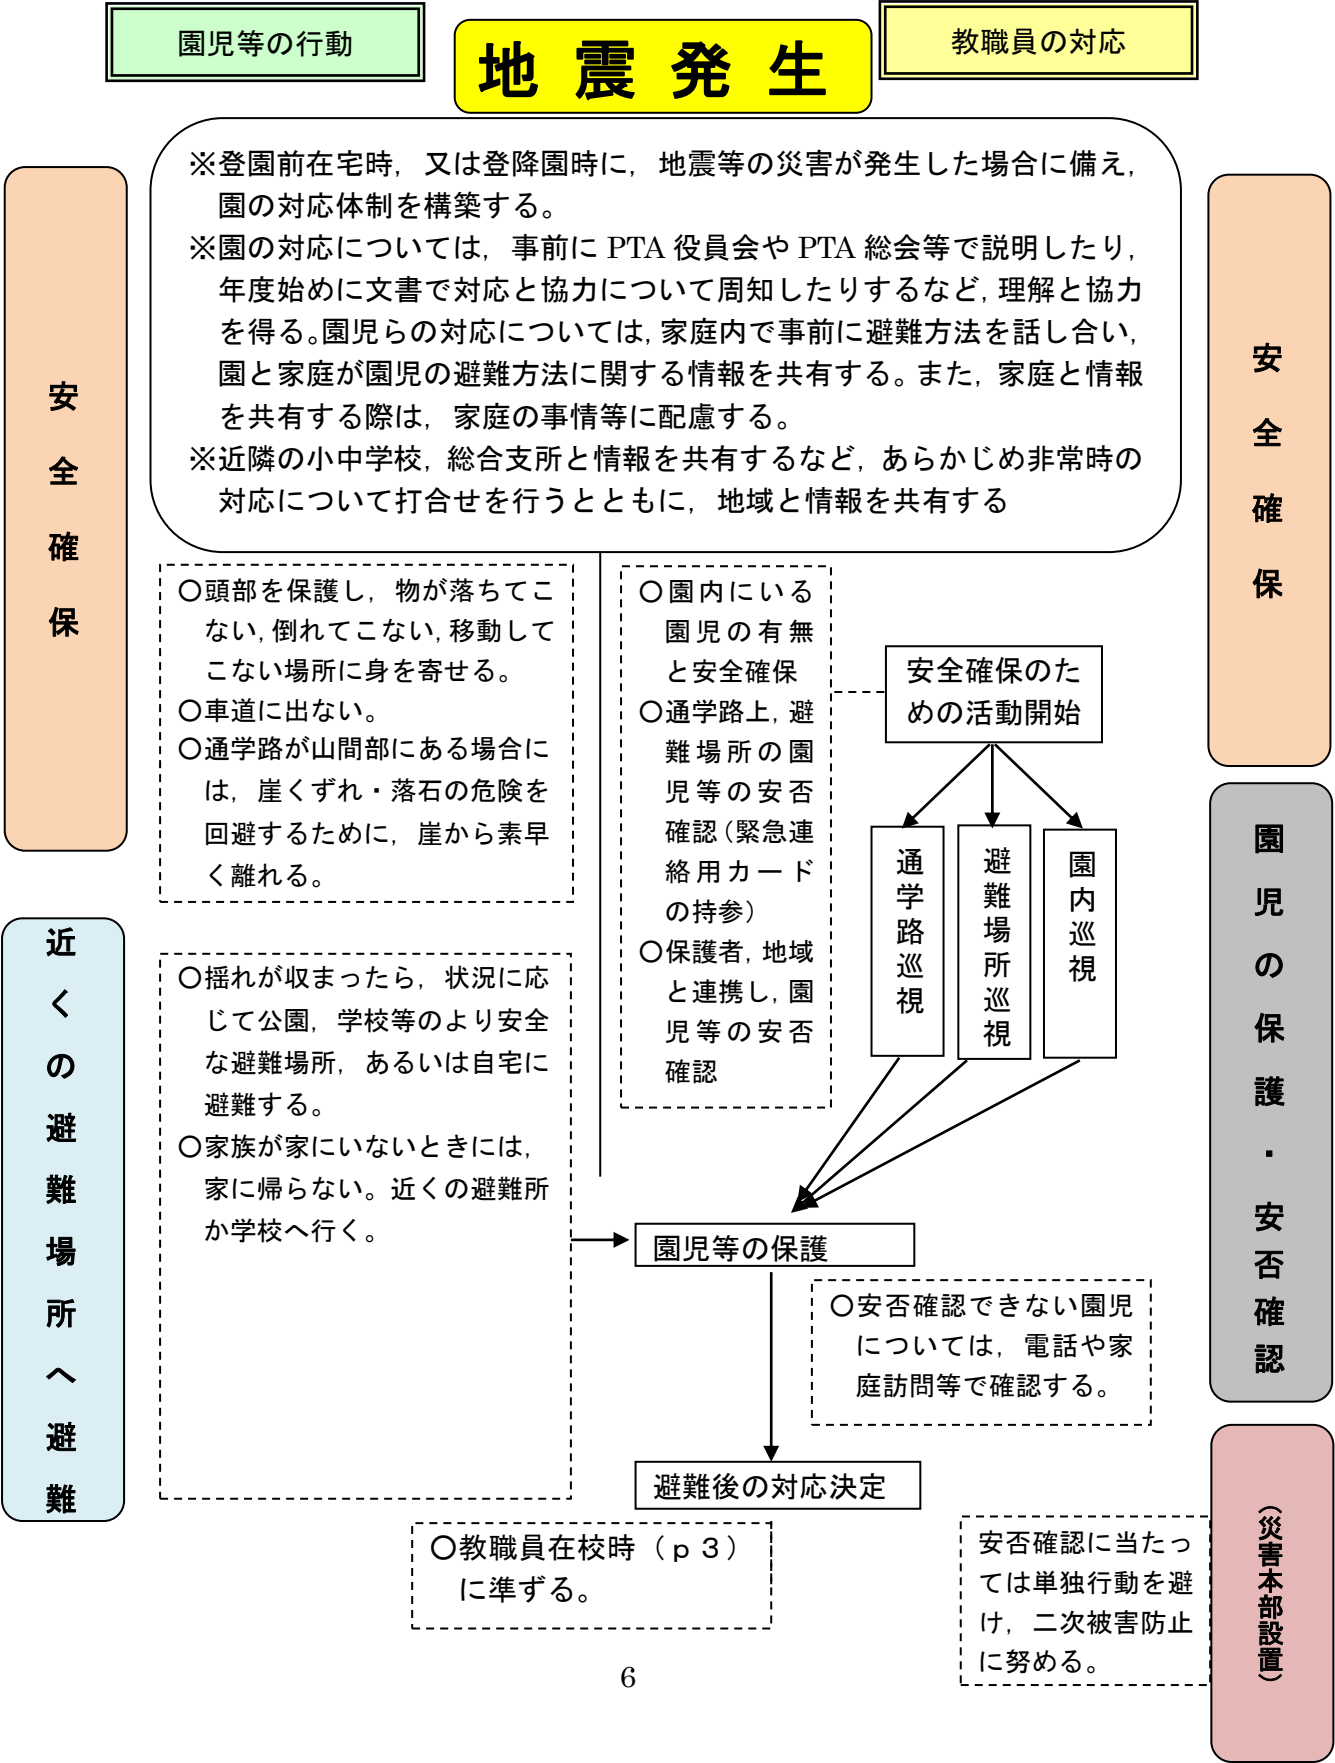 園児等の行動
地 震 発 生
教職員の対応
※登園前在宅時，又は登降園時に，地震等の災害が発生した場合に備え，
園の対応体制を構築する。
※園の対応については，事前に PTA 役員会や PTA 総会等で説明したり，
年度始めに文書で対応と協力について周知したりするなど，理解と協力
を得る。園児らの対応については，家庭内で事前に避難方法を話し合い，
園と家庭が園児の避難方法に関する情報を共有する。また，家庭と情報
を共有する際は，家庭の事情等に配慮する。
※近隣の小中学校，総合支所と情報を共有するなど，あらかじめ非常時の
対応について打合せを行うとともに，地域と情報を共有する
安全確保
安全確保
〇頭部を保護し，物が落ちてこ
ない，倒れてこない，移動して
こない場所に身を寄せる。
〇車道に出ない。
〇通学路が山間部にある場合に
は，崖くずれ・落石の危険を
回避するために，崖から素早
く離れる。
〇園内にいる
園児の有無
と安全確保
〇通学路上，避
難場所の園
児等の安否
確認（緊急連
絡用カード
の持参）
〇保護者，地域
と連携し，園
児等の安否
確認
安全確保のた
めの活動開始
通学路巡視
避難場所巡視
園内巡視
園児の保護・安否確認
近くの避難場所へ避難
〇揺れが収まったら，状況に応
じて公園，学校等のより安全
な避難場所，あるいは自宅に
避難する。
〇家族が家にいないときには，
家に帰らない。近くの避難所
か学校へ行く。
園児等の保護
〇安否確認できない園児
については，電話や家
庭訪問等で確認する。
避難後の対応決定
〇教職員在校時（ｐ３）
に準ずる。
安否確認に当たっ
ては単独行動を避
け，二次被害防止
に努める。
（災害本部設置）
6